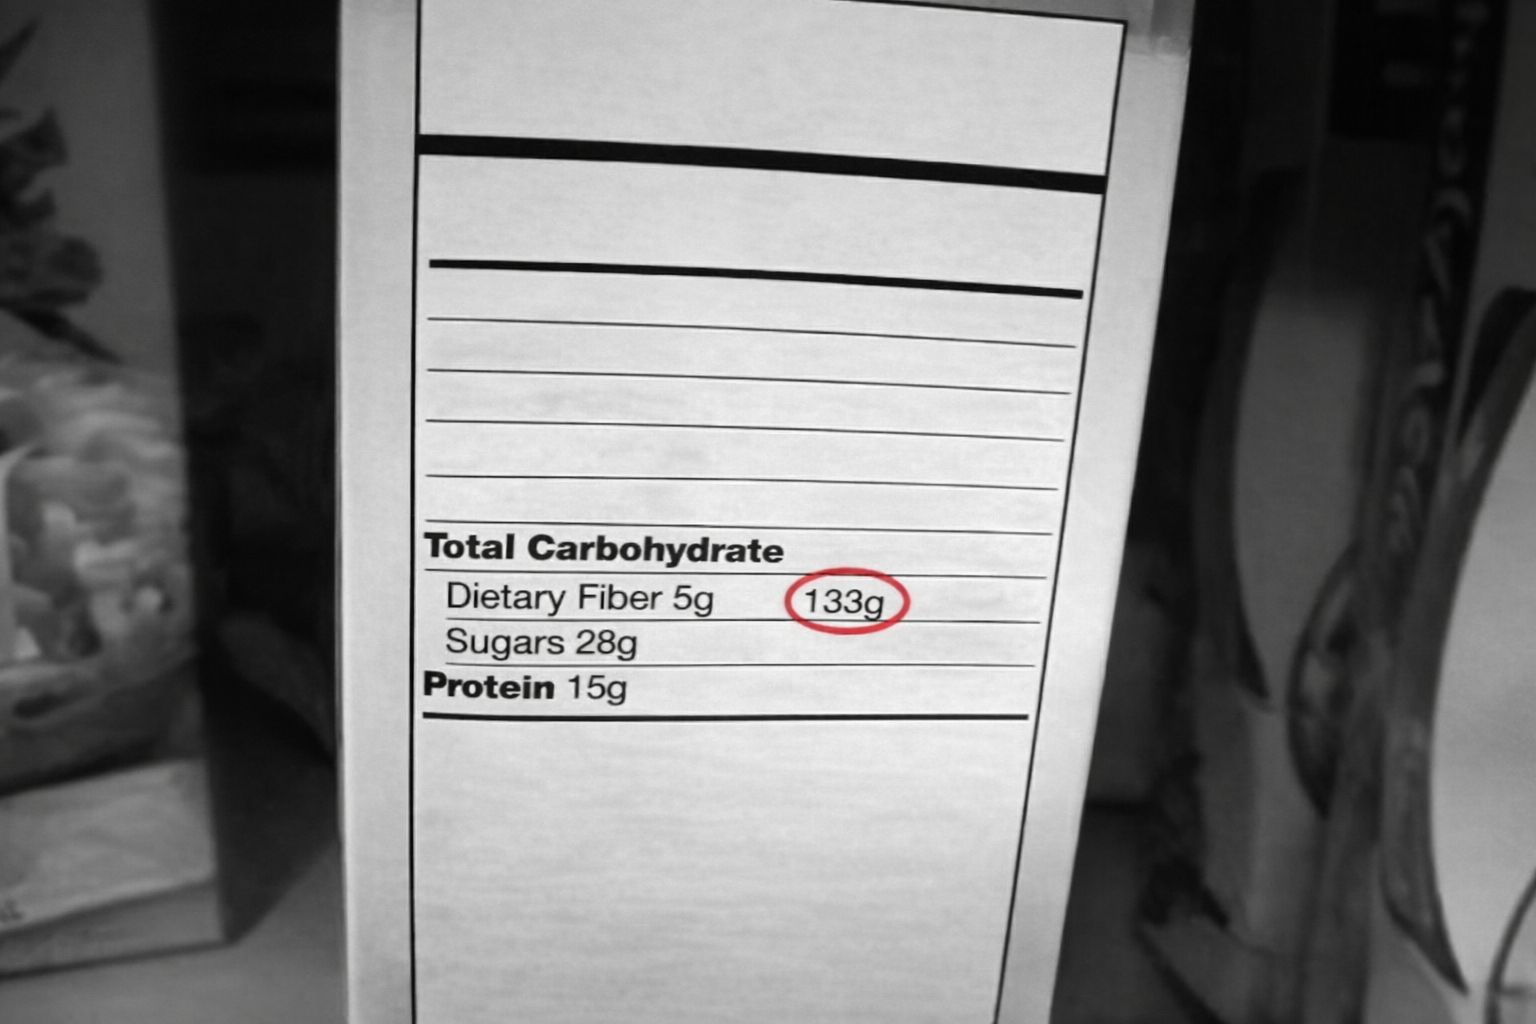 Total Carbohydrate
Dietary Fiber 5g 133g
Sugars 28g
Protein 15g